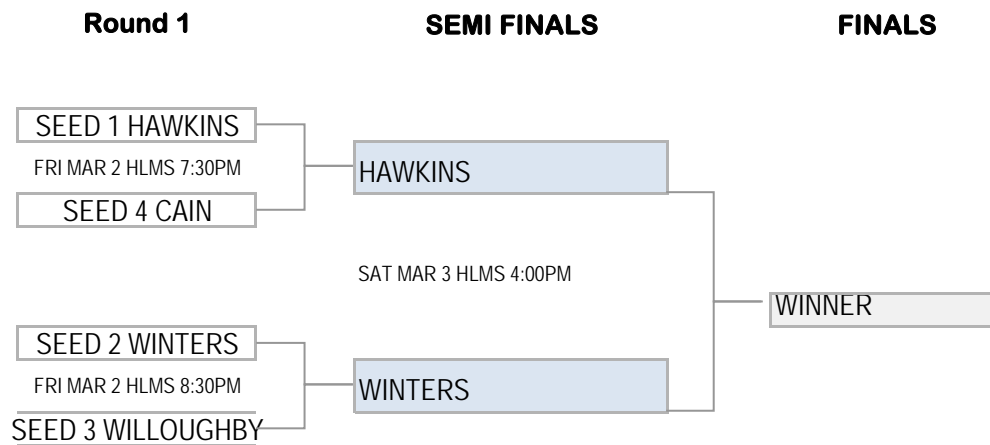 Round 1
SEMI FINALS
FINALS
SEED 1 HAWKINS
FRI MAR 2 HLMS 7:30PM
HAWKINS
SEED 4 CAIN
SAT MAR 3 HLMS 4:00PM
WINNER
SEED 2 WINTERS
FRI MAR 2 HLMS 8:30PM
WINTERS
SEED 3 WILLOUGHBY